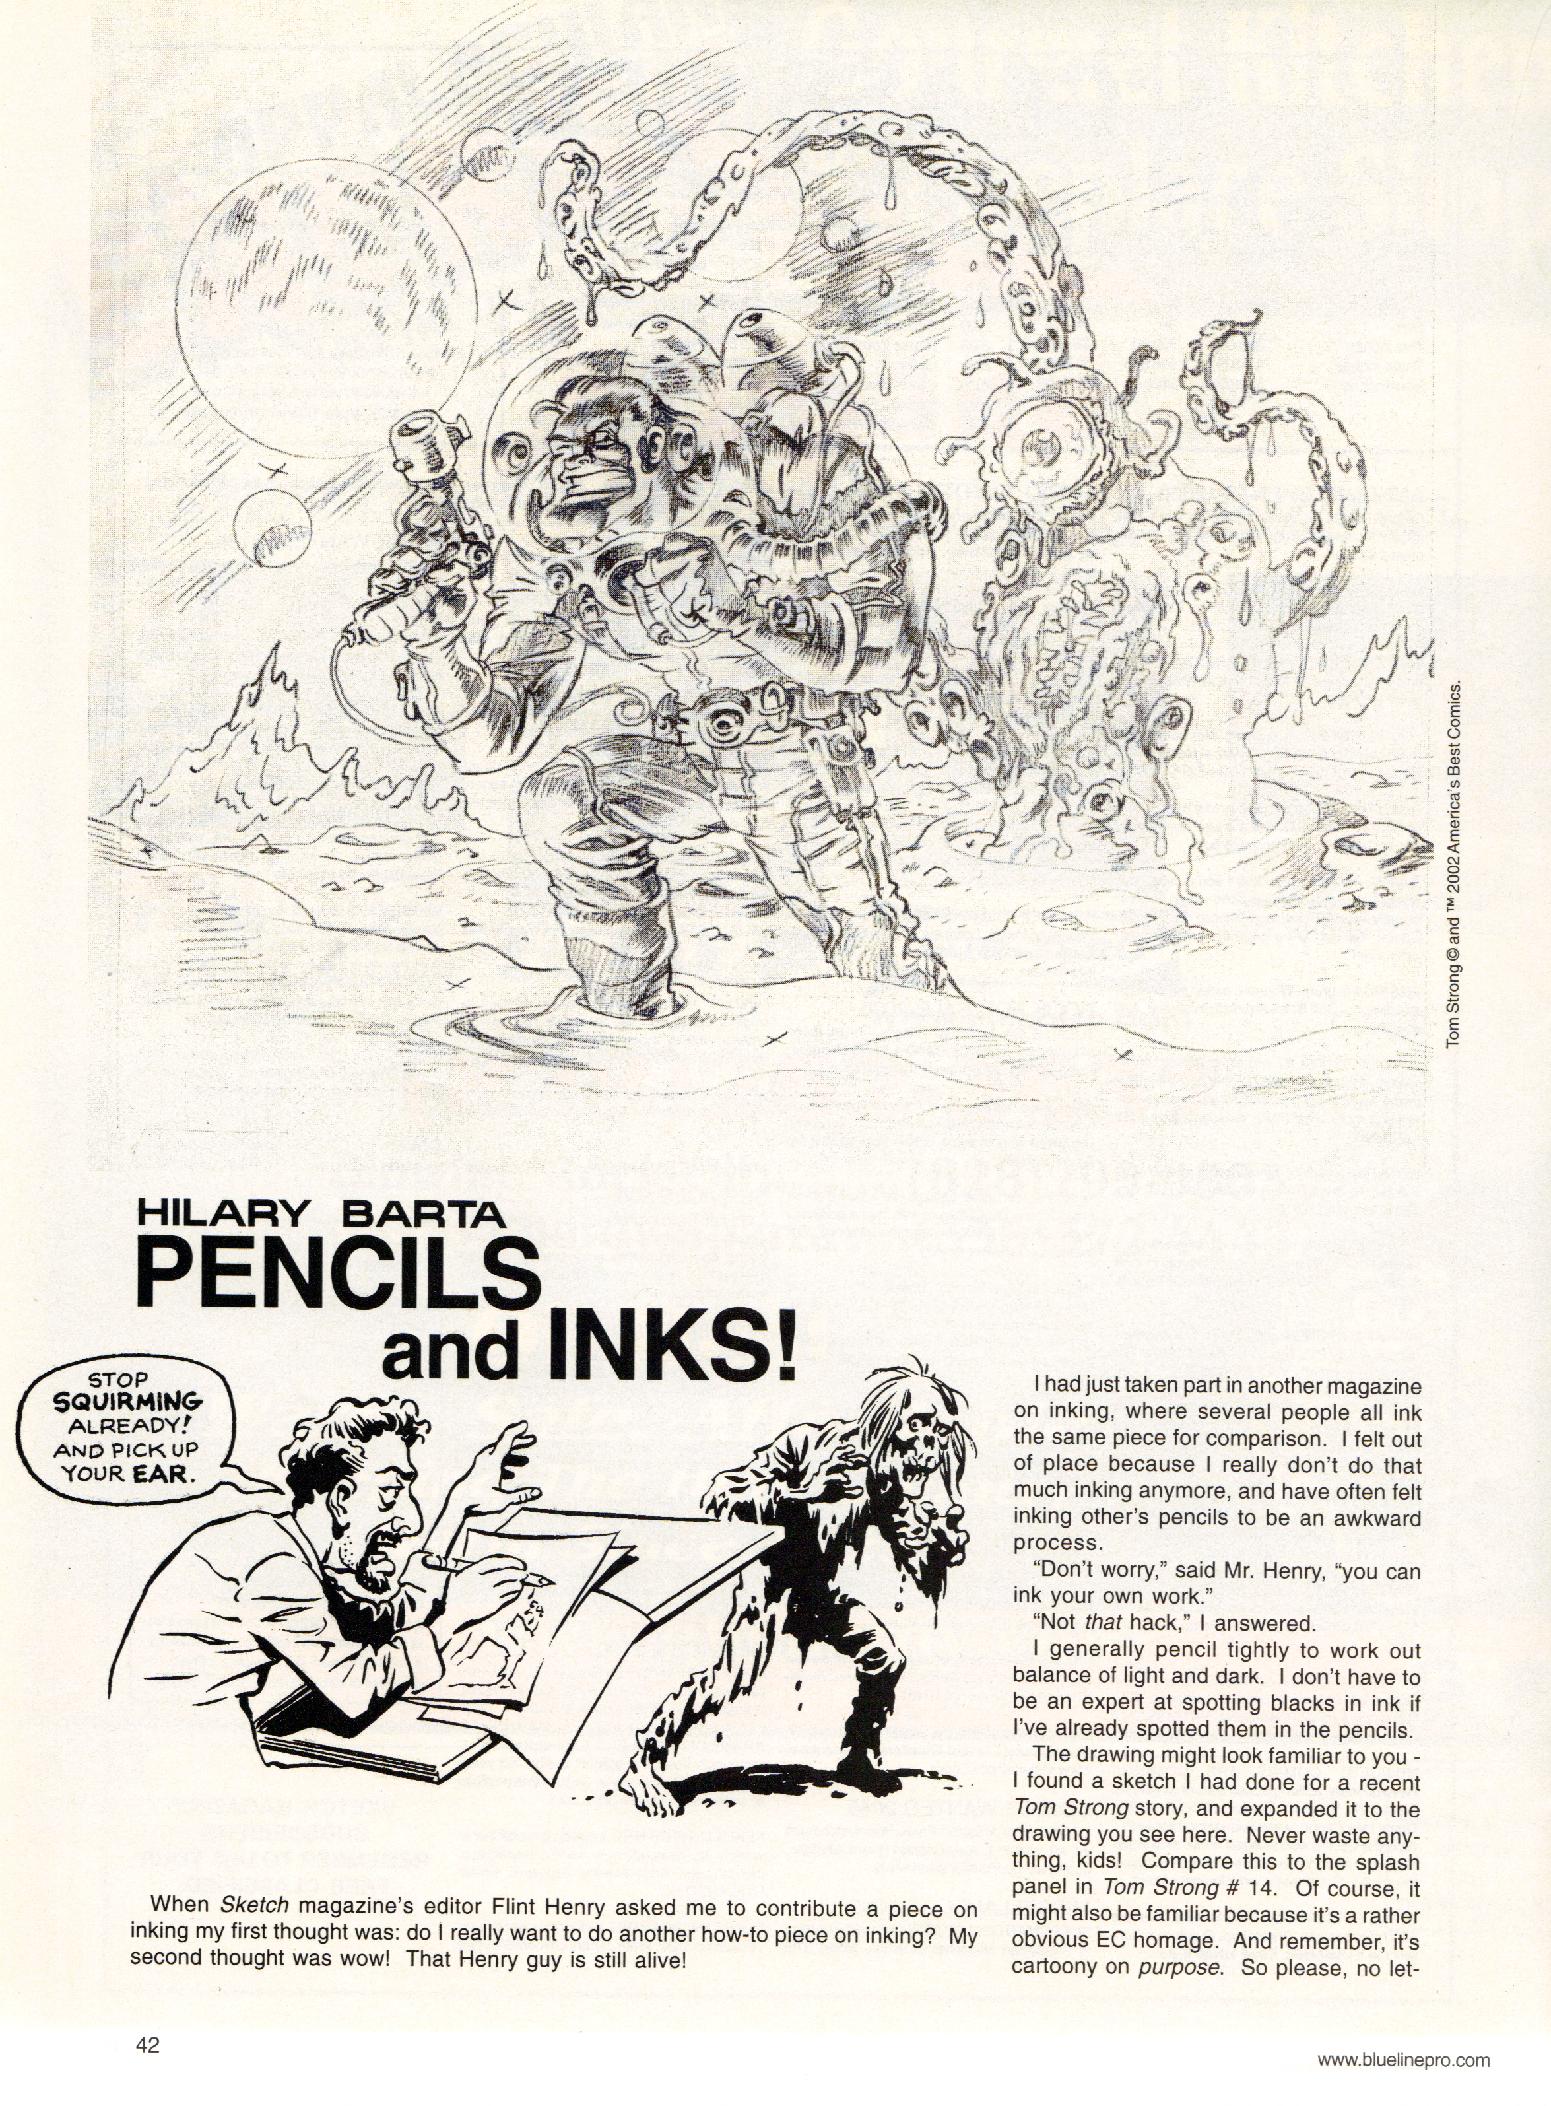 Tom Strong © and ™ 2002 America's Best Comics.
HILARY BARTA
PENCILS
and INKS!
STOP
SQUIRMING
ALREADY!
AND PICK UP
YOUR EAR.
When Sketch magazine's editor Flint Henry asked me to contribute a piece on
inking my first thought was: do I really want to do another how-to piece on inking? My
second thought was wow! That Henry guy is still alive!
I had just taken part in another magazine
on inking, where several people all ink
the same piece for comparison. I felt out
of place because I really don't do that
much inking anymore, and have often felt
inking other's pencils to be an awkward
process.
"Don't worry," said Mr. Henry, "you can
ink your own work."
"Not that hack," I answered.
I generally pencil tightly to work out
balance of light and dark. I don't have to
be an expert at spotting blacks in ink if
I've already spotted them in the pencils.
The drawing might look familiar to you -
I found a sketch I had done for a recent
Tom Strong story, and expanded it to the
drawing you see here. Never waste any-
thing, kids! Compare this to the splash
panel in Tom Strong # 14. Of course, it
might also be familiar because it's a rather
obvious EC homage. And remember, it's
cartoony on purpose. So please, no let-
42
www.bluelinepro.com